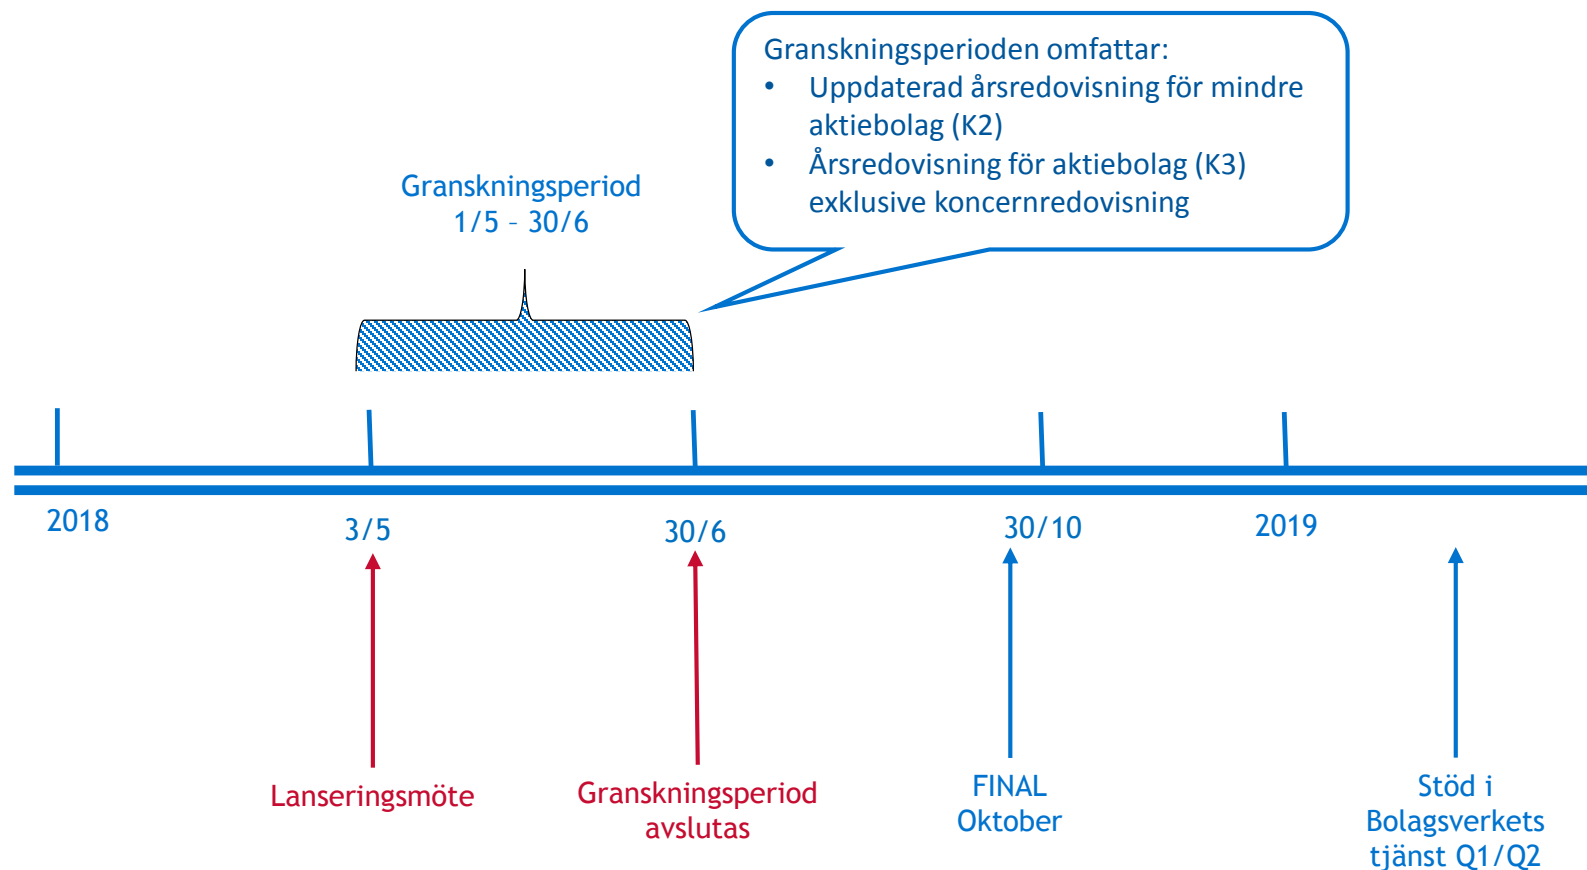 Granskningsperioden omfattar:
• Uppdaterad årsredovisning för mindre
aktiebolag (K2)
• Årsredovisning för aktiebolag (K3)
exklusive koncernredovisning
Granskningsperiod
1/5 – 30/6
2018
3/5
30/6
30/10
2019
Lanseringsmöte
Granskningsperiod
avslutas
FINAL
Oktober
Stöd i
Bolagsverkets
tjänst Q1/Q2